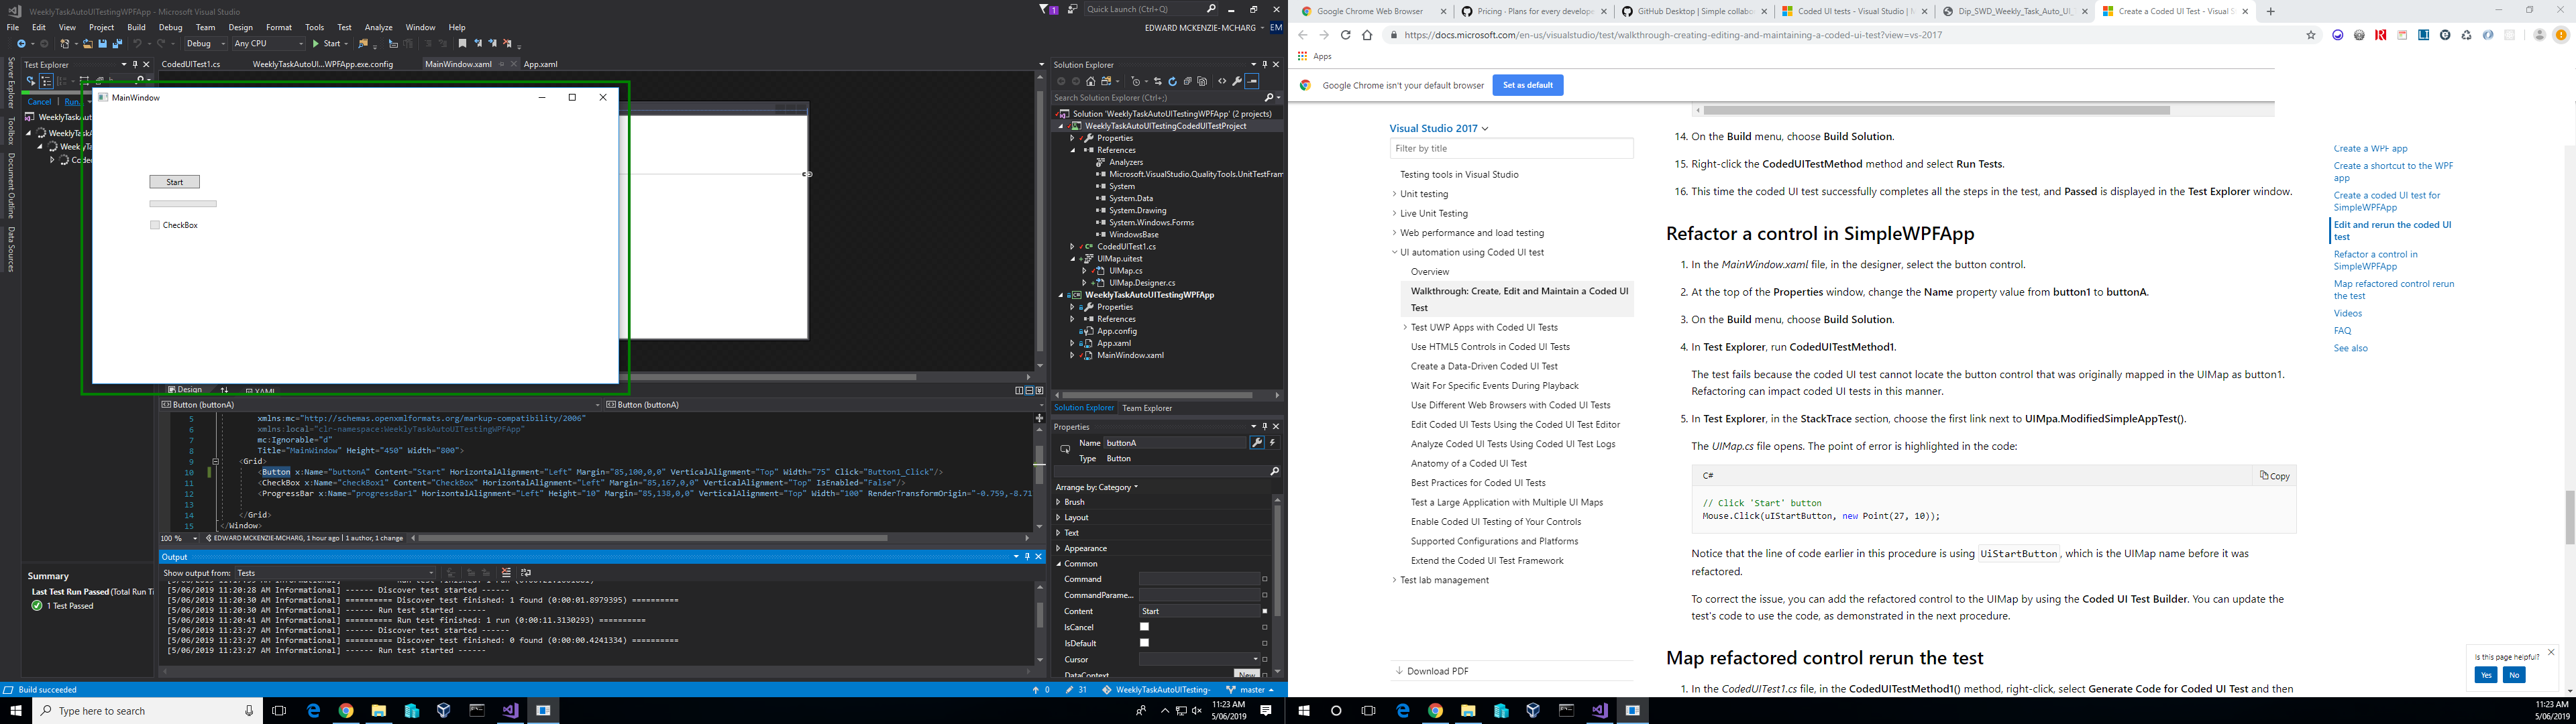 WeeklyTaskAutoUITestingWPFApp - Microsoft Visual Studio
1
Quick Launch (Ctrl+Q)
File Edit View Project Build Debug Team Design Format Tools Test Analyze Window Help
EDWARD MCKENZIE-MCHARG EM
Debug Any CPU Start
Server Explorer
Toolbox
Document Outline
Data Sources
Test Explorer
Cancel | Run...
WeeklyTaskAut
WeeklyTa
WeeklyTa
Coded
Summary
Last Test Run Passed (Total Run Ti
1 Test Passed
CodedUITest1.cs WeeklyTaskAutoUI...WPFApp.exe.config MainWindow.xaml App.xaml
MainWindow
Start
CheckBox
Design XAML
Button (buttonA) Button (buttonA)
5 xmlns:mc="http://schemas.openxmlformats.org/markup-compatibility/2006"
6 xmlns:local="clr-namespace:WeeklyTaskAutoUITestingWPFApp"
7 mc:Ignorable="d"
8 Title="MainWindow" Height="450" Width="800">
9 <Grid>
10 <Button x:Name="buttonA" Content="Start" HorizontalAlignment="Left" Margin="85,100,0,0" VerticalAlignment="Top" Width="75" Click="Button1_Click"/>
11 <CheckBox x:Name="checkBox1" Content="CheckBox" HorizontalAlignment="Left" Margin="85,167,0,0" VerticalAlignment="Top" IsEnabled="False"/>
12 <ProgressBar x:Name="progressBar1" HorizontalAlignment="Left" Height="10" Margin="85,138,0,0" VerticalAlignment="Top" Width="100" RenderTransformOrigin="-0.759,-8.71
13
14 </Grid>
15 </Window>
100 % EDWARD MCKENZIE-MCHARG, 1 hour ago | 1 author, 1 change
Output
Show output from: Tests
[5/06/2019 11:20:28 AM Informational] ------ Discover test started ------
[5/06/2019 11:20:30 AM Informational] ========== Discover test finished: 1 found (0:00:01.8979395) ==========
[5/06/2019 11:20:30 AM Informational] ------ Run test started ------
[5/06/2019 11:20:41 AM Informational] ========== Run test finished: 1 run (0:00:11.3130293) ==========
[5/06/2019 11:23:27 AM Informational] ------ Discover test started ------
[5/06/2019 11:23:27 AM Informational] ========== Discover test finished: 0 found (0:00:00.4241334) ==========
[5/06/2019 11:23:27 AM Informational] ------ Run test started ------
Solution Explorer
Search Solution Explorer (Ctrl+;)
Solution 'WeeklyTaskAutoUITestingWPFApp' (2 projects)
WeeklyTaskAutoUITestingCodedUITestProject
Properties
References
Analyzers
Microsoft.VisualStudio.QualityTools.UnitTestFram
System
System.Data
System.Drawing
System.Windows.Forms
WindowsBase
CodedUITest1.cs
UIMap.uitest
UIMap.cs
UIMap.Designer.cs
WeeklyTaskAutoUITestingWPFApp
Properties
References
App.config
App.xaml
MainWindow.xaml
Solution Explorer Team Explorer
Properties
Name buttonA
Type Button
Arrange by: Category
Brush
Layout
Text
Appearance
Common
Command
CommandParame...
Content Start
IsCancel
IsDefault
Cursor
DataContext New
Build succeeded 0 31 WeeklyTaskAutoUITesting- master
Type here to search
11:23 AM
5/06/2019
Google Chrome Web Browser
Pricing · Plans for every develope
GitHub Desktop | Simple collabo
Coded UI tests - Visual Studio | M
Dip_SWD_Weekly_Task_Auto_UI_
Create a Coded UI Test - Visual S
https://docs.microsoft.com/en-us/visualstudio/test/walkthrough-creating-editing-and-maintaining-a-coded-ui-test?view=vs-2017
Apps
Google Chrome isn't your default browser Set as default
Visual Studio 2017
Filter by title
Testing tools in Visual Studio
Unit testing
Live Unit Testing
Web performance and load testing
UI automation using Coded UI test
Overview
Walkthrough: Create, Edit and Maintain a Coded UI
Test
Test UWP Apps with Coded UI Tests
Use HTML5 Controls in Coded UI Tests
Create a Data-Driven Coded UI Test
Wait For Specific Events During Playback
Use Different Web Browsers with Coded UI Tests
Edit Coded UI Tests Using the Coded UI Test Editor
Analyze Coded UI Tests Using Coded UI Test Logs
Anatomy of a Coded UI Test
Best Practices for Coded UI Tests
Test a Large Application with Multiple UI Maps
Enable Coded UI Testing of Your Controls
Supported Configurations and Platforms
Extend the Coded UI Test Framework
Test lab management
Download PDF
14. On the Build menu, choose Build Solution.
15. Right-click the CodedUITestMethod method and select Run Tests.
16. This time the coded UI test successfully completes all the steps in the test, and Passed is displayed in the Test Explorer window.
Refactor a control in SimpleWPFApp
1. In the MainWindow.xaml file, in the designer, select the button control.
2. At the top of the Properties window, change the Name property value from button1 to buttonA.
3. On the Build menu, choose Build Solution.
4. In Test Explorer, run CodedUITestMethod1.
The test fails because the coded UI test cannot locate the button control that was originally mapped in the UIMap as button1.
Refactoring can impact coded UI tests in this manner.
5. In Test Explorer, in the StackTrace section, choose the first link next to UIMpa.ModifiedSimpleAppTest().
The UIMap.cs file opens. The point of error is highlighted in the code:
C# Copy
// Click 'Start' button
Mouse.Click(uIStartButton, new Point(27, 10));
Notice that the line of code earlier in this procedure is using UiStartButton, which is the UIMap name before it was
refactored.
To correct the issue, you can add the refactored control to the UIMap by using the Coded UI Test Builder. You can update the
test's code to use the code, as demonstrated in the next procedure.
Map refactored control rerun the test
1. In the CodedUITest1.cs file, in the CodedUITestMethod1() method, right-click, select Generate Code for Coded UI Test and then
Create a WPF app
Create a shortcut to the WPF
app
Create a coded UI test for
SimpleWPFApp
Edit and rerun the coded UI
test
Refactor a control in
SimpleWPFApp
Map refactored control rerun
the test
Videos
FAQ
See also
Is this page helpful?
Yes No
11:23 AM
5/06/2019